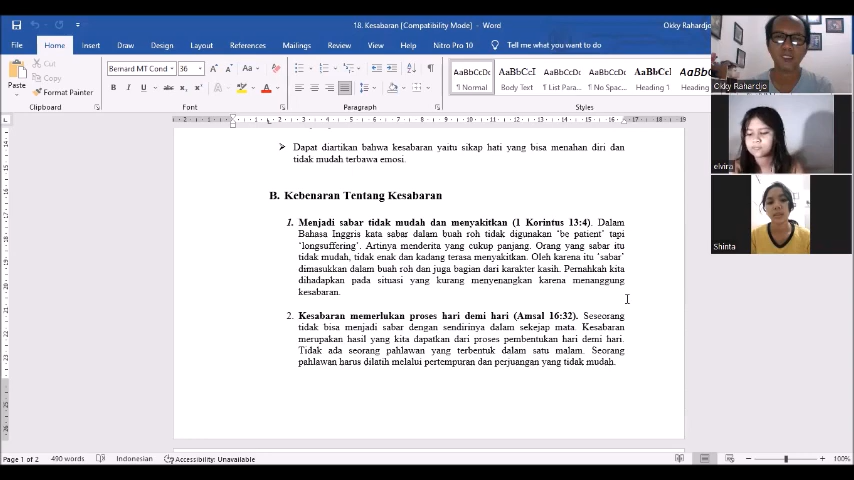 18. Kesabaran [Compatibility Mode] - Word
Okky Rahardjo
File Home Insert Draw Design Layout References Mailings Review View Help Nitro Pro 10 Tell me what you want to do
Paste
Cut
Copy
Format Painter
Clipboard
Bernard MT Cond 36
Font
Paragraph
AaBbCcDc AaBbCcI AaBbCcDc AaBbCcDc AaBbCcI
¶ Normal Body Text ¶ List Para... ¶ No Spac... Heading 1
Styles
Okky Rahardjo
elvira
Shinta
➢ Dapat diartikan bahwa kesabaran yaitu sikap hati yang bisa menahan diri dan
tidak mudah terbawa emosi.
B. Kebenaran Tentang Kesabaran
1. Menjadi sabar tidak mudah dan menyakitkan (1 Korintus 13:4). Dalam
Bahasa Inggris kata sabar dalam buah roh tidak digunakan ‘be patient’ tapi
‘longsuffering’. Artinya menderita yang cukup panjang. Orang yang sabar itu
tidak mudah, tidak enak dan kadang terasa menyakitkan. Oleh karena itu ‘sabar’
dimasukkan dalam buah roh dan juga bagian dari karakter kasih. Pernahkah kita
dihadapkan pada situasi yang kurang menyenangkan karena menanggung
kesabaran.
2. Kesabaran memerlukan proses hari demi hari (Amsal 16:32). Seseorang
tidak bisa menjadi sabar dengan sendirinya dalam sekejap mata. Kesabaran
merupakan hasil yang kita dapatkan dari proses pembentukan hari demi hari.
Tidak ada seorang pahlawan yang terbentuk dalam satu malam. Seorang
pahlawan harus dilatih melalui pertempuran dan perjuangan yang tidak mudah.
Page 1 of 2 490 words Indonesian Accessibility: Unavailable 100%